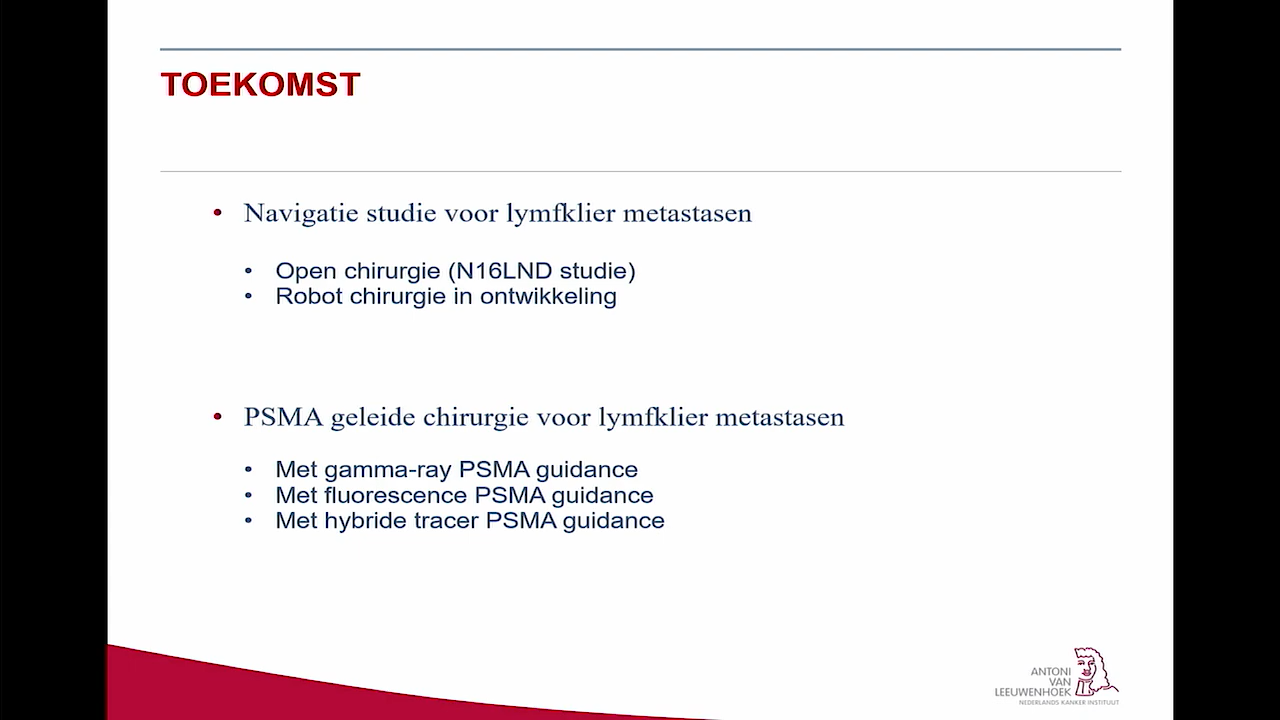 TOEKOMST
• Navigatie studie voor lymfklier metastasen
• Open chirurgie (N16LND studie)
• Robot chirurgie in ontwikkeling
• PSMA geleide chirurgie voor lymfklier metastasen
• Met gamma-ray PSMA guidance
• Met fluorescence PSMA guidance
• Met hybride tracer PSMA guidance
ANTONI
VAN
LEEUWENHOEK
NEDERLANDS KANKER INSTITUUT